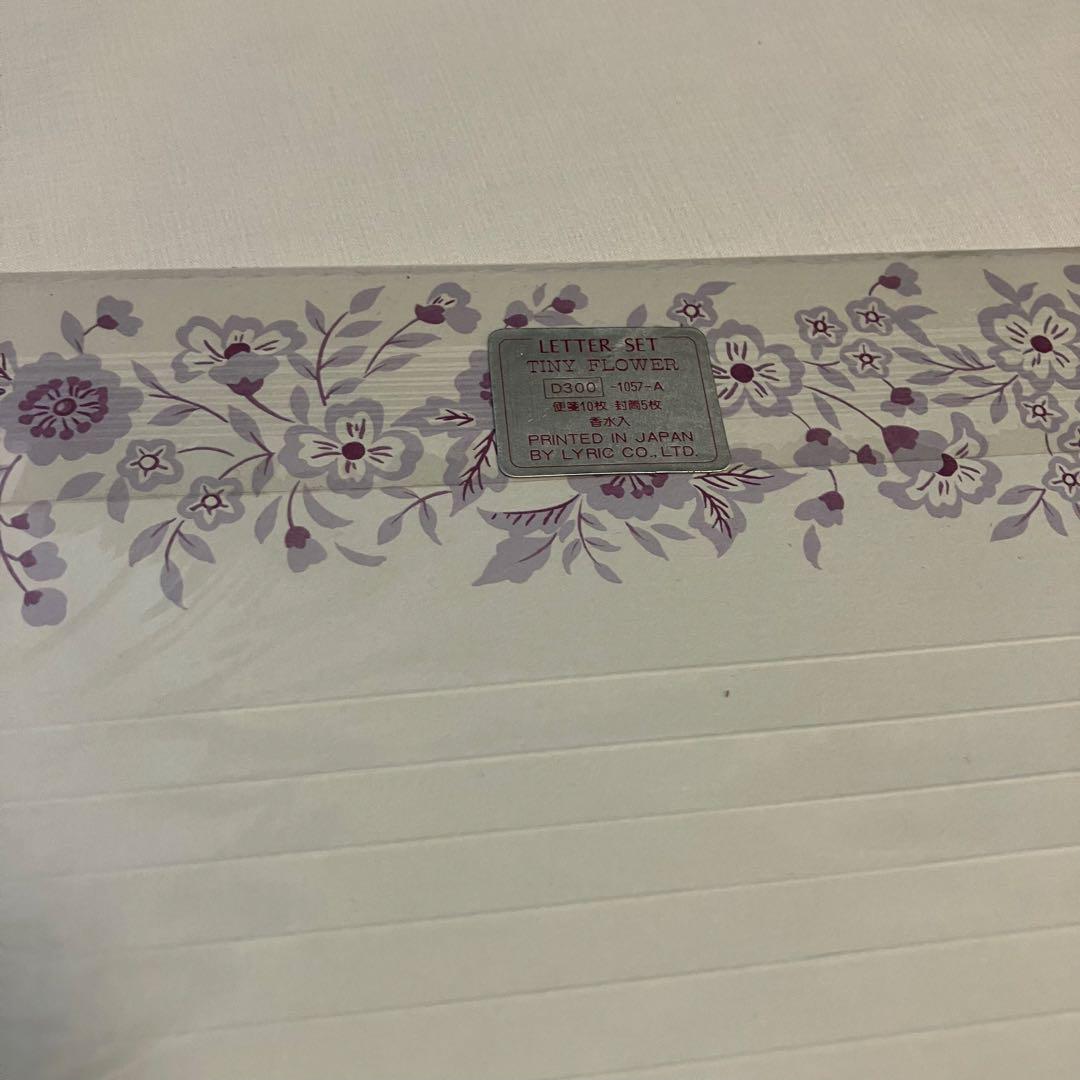 LETTER SET
TINY FLOWER
D300 -1057-A
便箋10枚 封筒5枚
香水入
PRINTED IN JAPAN
BY LYRIC CO., LTD.